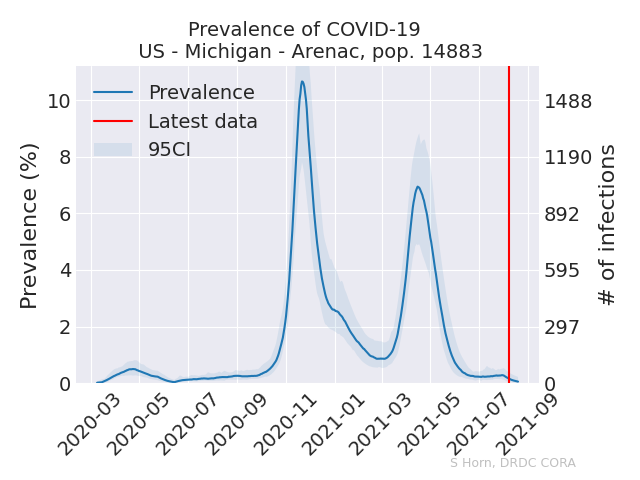 Prevalence of COVID-19
US - Michigan - Arenac, pop. 14883
Prevalence
Latest data
95CI
Prevalence (%)
10
8
6
4
2
0
1488
1190
892
595
297
0
# of infections
2020-03
2020-05
2020-07
2020-09
2020-11
2021-01
2021-03
2021-05
2021-07
2021-09
S Horn, DRDC CORA